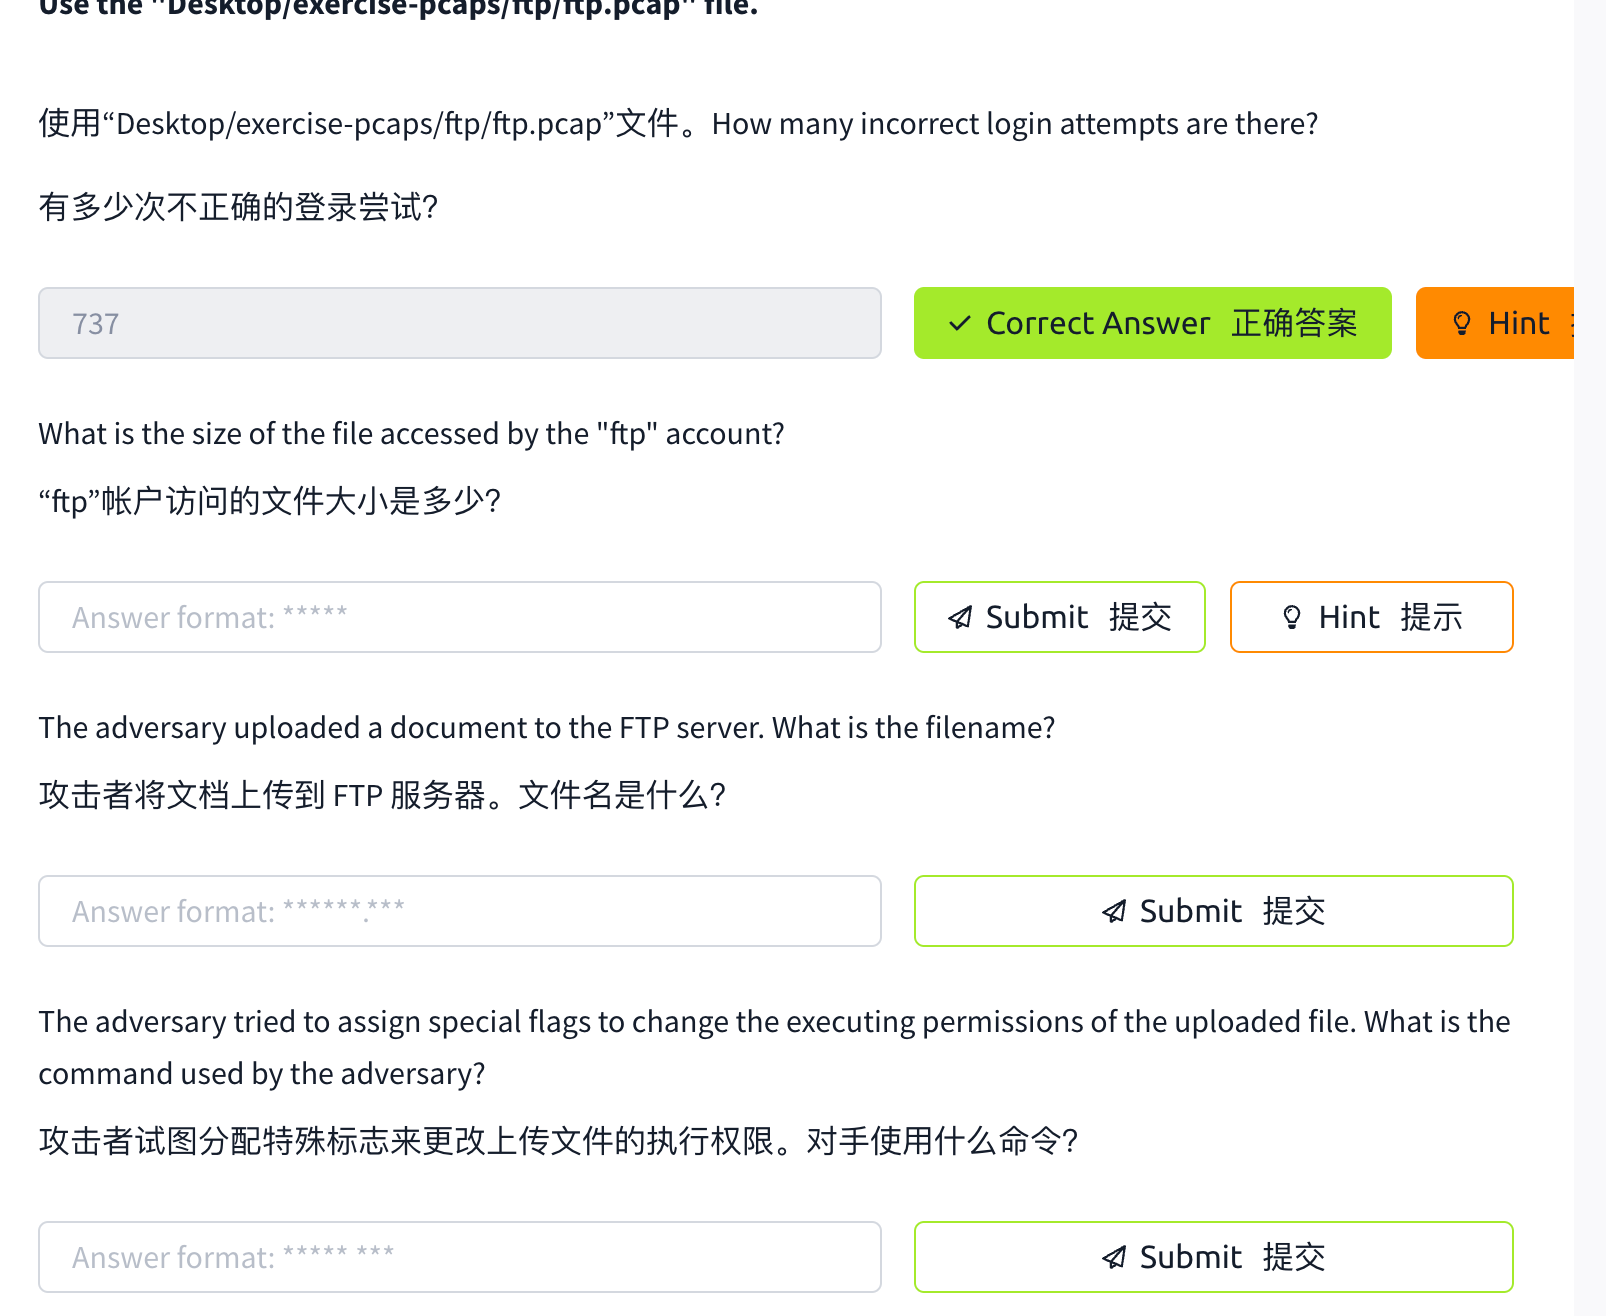 Use the "Desktop/exercise-pcaps/ftp/ftp.pcap" file.
使用“Desktop/exercise-pcaps/ftp/ftp.pcap”文件。How many incorrect login attempts are there?
有多少次不正确的登录尝试?
737
Correct Answer 正确答案
Hint
What is the size of the file accessed by the "ftp" account?
“ftp”帐户访问的文件大小是多少?
Answer format: *****
Submit 提交
Hint 提示
The adversary uploaded a document to the FTP server. What is the filename?
攻击者将文档上传到 FTP 服务器。文件名是什么?
Answer format: ******.***
Submit 提交
The adversary tried to assign special flags to change the executing permissions of the uploaded file. What is the
command used by the adversary?
攻击者试图分配特殊标志来更改上传文件的执行权限。对手使用什么命令?
Answer format: ***** ***
Submit 提交